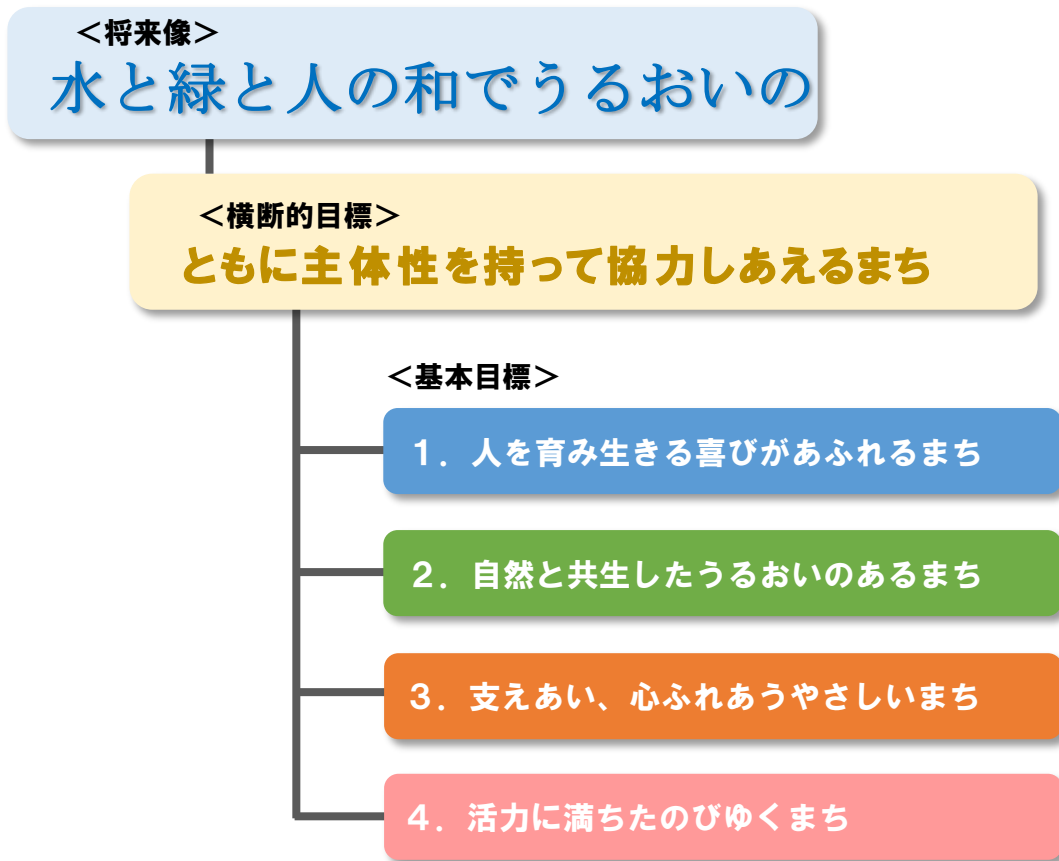 ＜将来像＞
水と緑と人の和でうるおいの
＜横断的目標＞
ともに主体性を持って協力しあえるまち
＜基本目標＞
１．人を育み生きる喜びがあふれるまち
２．自然と共生したうるおいのあるまち
３．支えあい、心ふれあうやさしいまち
４．活力に満ちたのびゆくまち